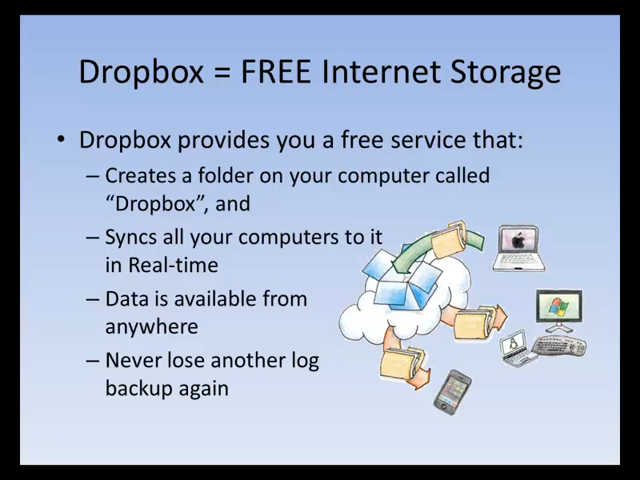 Dropbox = FREE Internet Storage
• Dropbox provides you a free service that:
– Creates a folder on your computer called
“Dropbox”, and
– Syncs all your computers to it
in Real-time
– Data is available from
anywhere
– Never lose another log
backup again